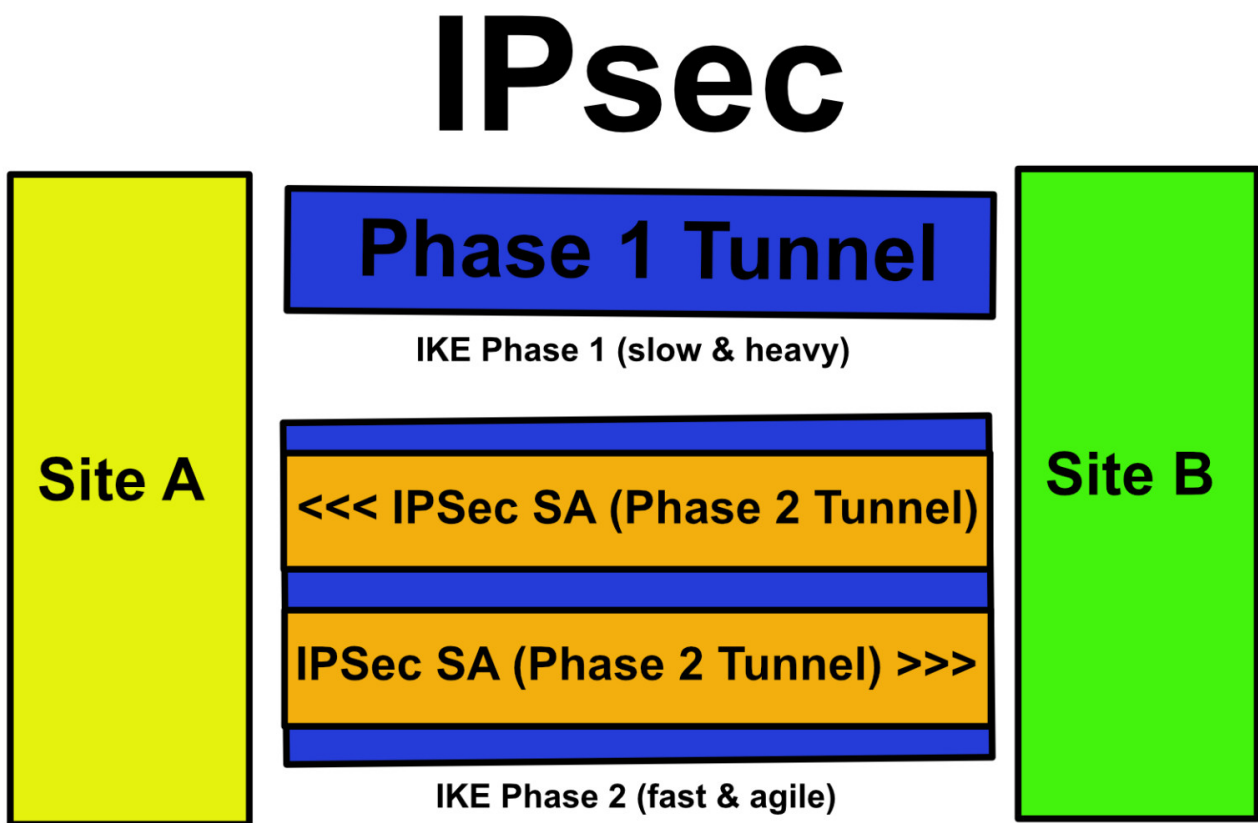 IPsec
Phase 1 Tunnel
IKE Phase 1 (slow & heavy)
Site A
Site B
<<< IPSec SA (Phase 2 Tunnel)
IPSec SA (Phase 2 Tunnel) >>>
IKE Phase 2 (fast & agile)